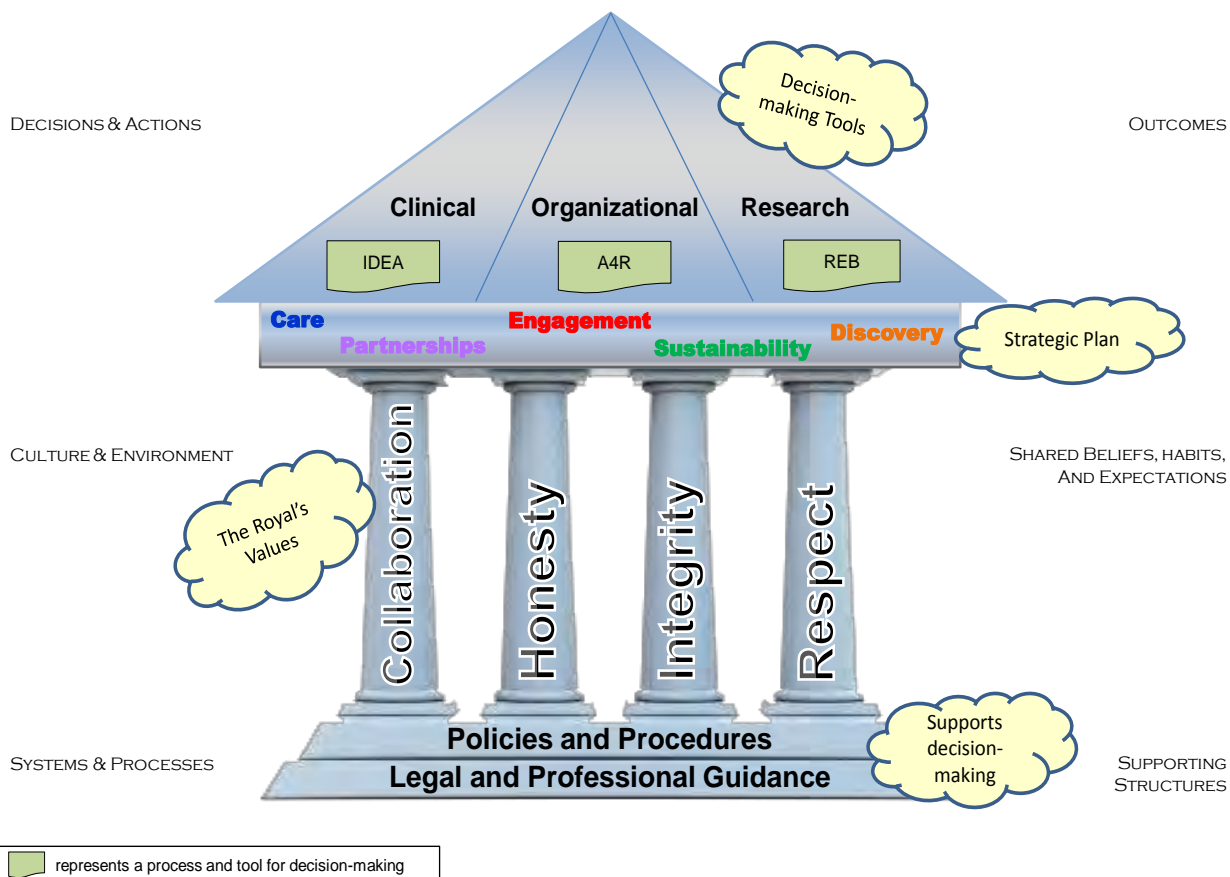 Decision-
making Tools
DECISIONS & ACTIONS
OUTCOMES
Clinical
Organizational
Research
IDEA
A4R
REB
Care
Engagement
Discovery
Partnerships
Sustainability
Strategic Plan
CULTURE & ENVIRONMENT
SHARED BELIEFS, HABITS,
AND EXPECTATIONS
The Royal's
Values
Collaboration
Honesty
Integrity
Respect
Policies and Procedures
Legal and Professional Guidance
Supports
decision-
making
SYSTEMS & PROCESSES
SUPPORTING
STRUCTURES
represents a process and tool for decision-making